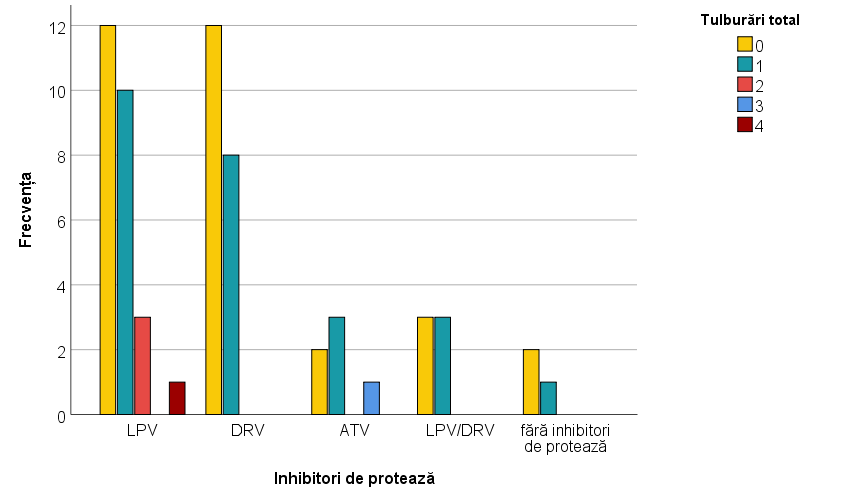 Tulburări total
0
1
2
3
4
Frecvența
12
10
8
6
4
2
0
LPV
DRV
ATV
LPV/DRV
fără inhibitori
de protează
Inhibitori de protează